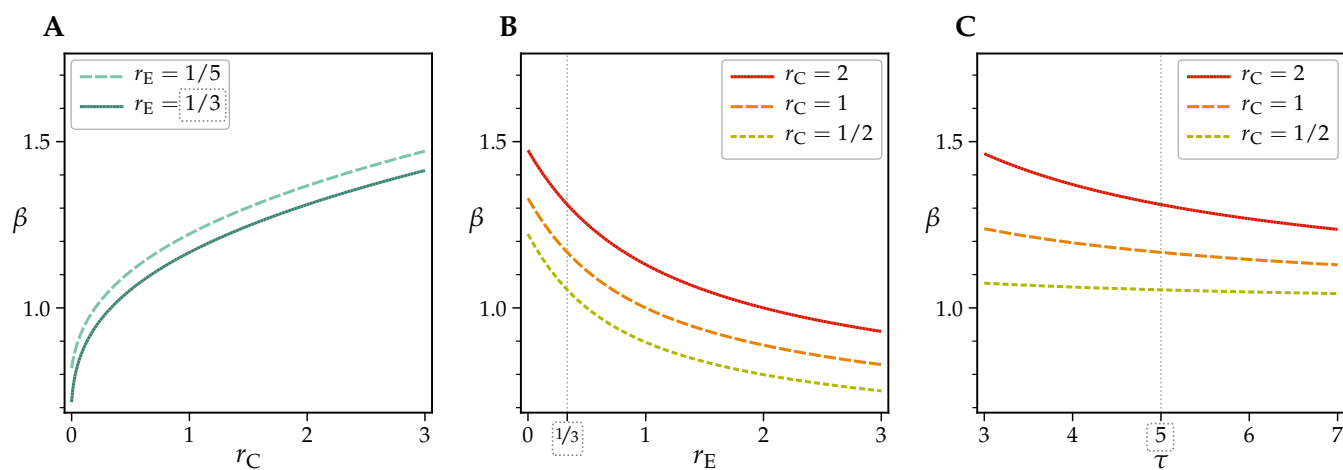 A
r_E = 1/5
r_E = 1/3
β
1.5
1.0
0 1 2 3
r_C
B
r_C = 2
r_C = 1
r_C = 1/2
β
1.5
1.0
0 1/3 1 2 3
r_E
C
r_C = 2
r_C = 1
r_C = 1/2
β
1.5
1.0
3 4 5 6 7
τ